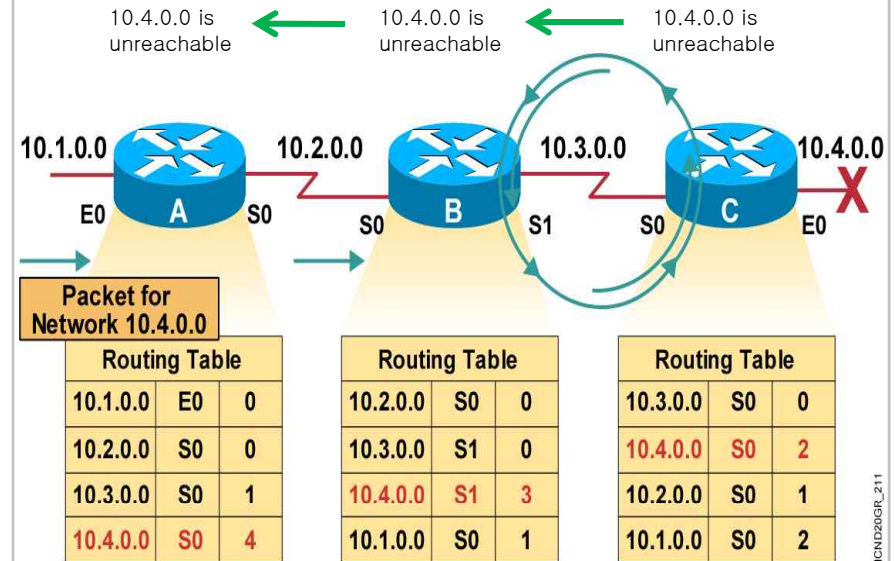 10.4.0.0 is
unreachable
10.4.0.0 is
unreachable
10.4.0.0 is
unreachable
10.1.0.0
10.2.0.0
10.3.0.0
10.4.0.0
E0
A
S0
S0
B
S1
S0
C
E0
X
Packet for
Network 10.4.0.0
Routing Table
10.1.0.0 E0 0
10.2.0.0 S0 0
10.3.0.0 S0 1
10.4.0.0 S0 4
Routing Table
10.2.0.0 S0 0
10.3.0.0 S1 0
10.4.0.0 S1 3
10.1.0.0 S0 1
Routing Table
10.3.0.0 S0 0
10.4.0.0 S0 2
10.2.0.0 S0 1
10.1.0.0 S0 2
ICND20GR_211